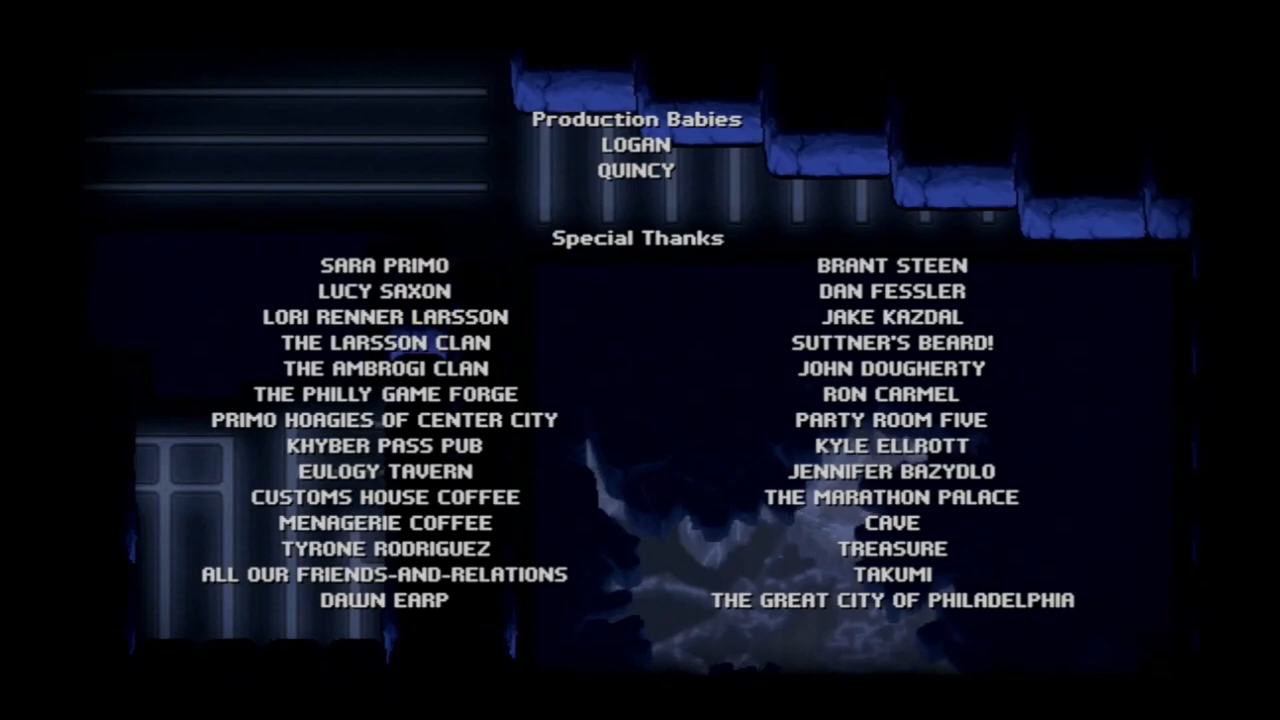 Production Babies
LOGAN
QUINCY
Special Thanks
SARA PRIMO
LUCY SAXON
LORI RENNER LARSSON
THE LARSSON CLAN
THE AMBROGI CLAN
THE PHILLY GAME FORGE
PRIMO HOAGIES OF CENTER CITY
KHYBER PASS PUB
EULOGY TAVERN
CUSTOMS HOUSE COFFEE
MENAGERIE COFFEE
TYRONE RODRIGUEZ
ALL OUR FRIENDS-AND-RELATIONS
DAWN EARP
BRANT STEEN
DAN FESSLER
JAKE KAZDAL
SUTTNER'S BEARD!
JOHN DOUGHERTY
RON CARMEL
PARTY ROOM FIVE
KYLE ELLROTT
JENNIFER BAZYDLO
THE MARATHON PALACE
CAVE
TREASURE
TAKUMI
THE GREAT CITY OF PHILADELPHIA